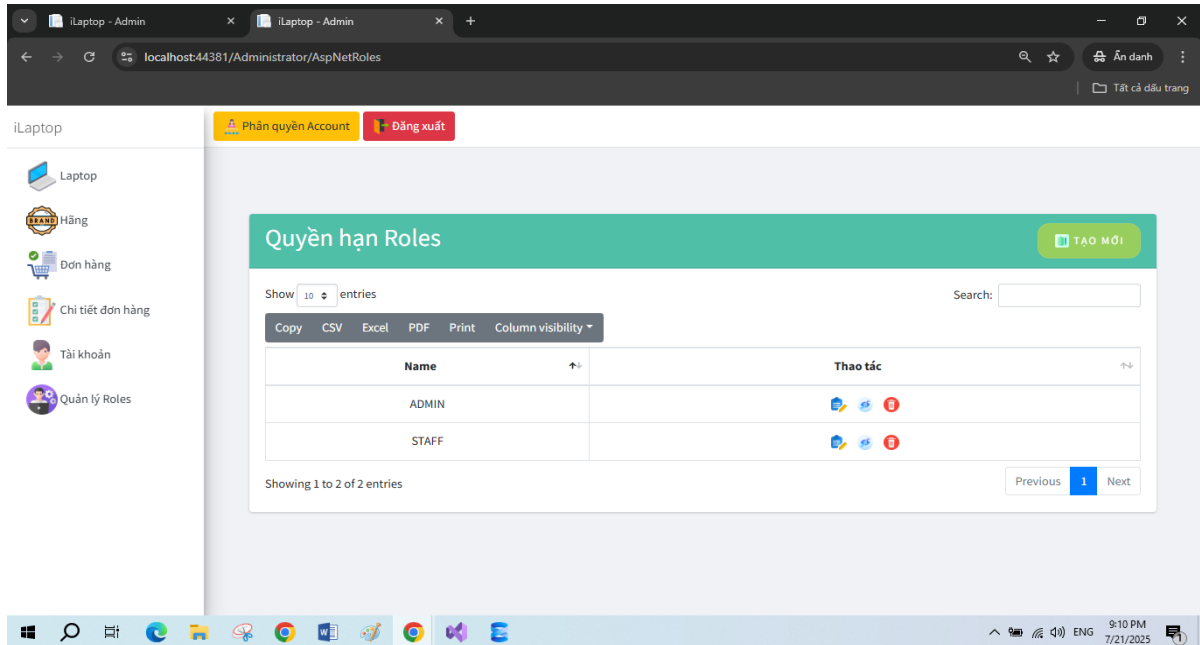 iLaptop - Admin
iLaptop - Admin
localhost:44381/Administrator/AspNetRoles
Ẩn danh
Tất cả dấu trang
iLaptop
Phân quyền Account
Đăng xuất
Laptop
BRAND
Hãng
Đơn hàng
Chi tiết đơn hàng
Tài khoản
Quản lý Roles
Quyền hạn Roles
TẠO MỚI
Show 10 entries
Search:
Copy CSV Excel PDF Print Column visibility
Name Thao tác
ADMIN
STAFF
Showing 1 to 2 of 2 entries
Previous 1 Next
ENG
9:10 PM
7/21/2025
1